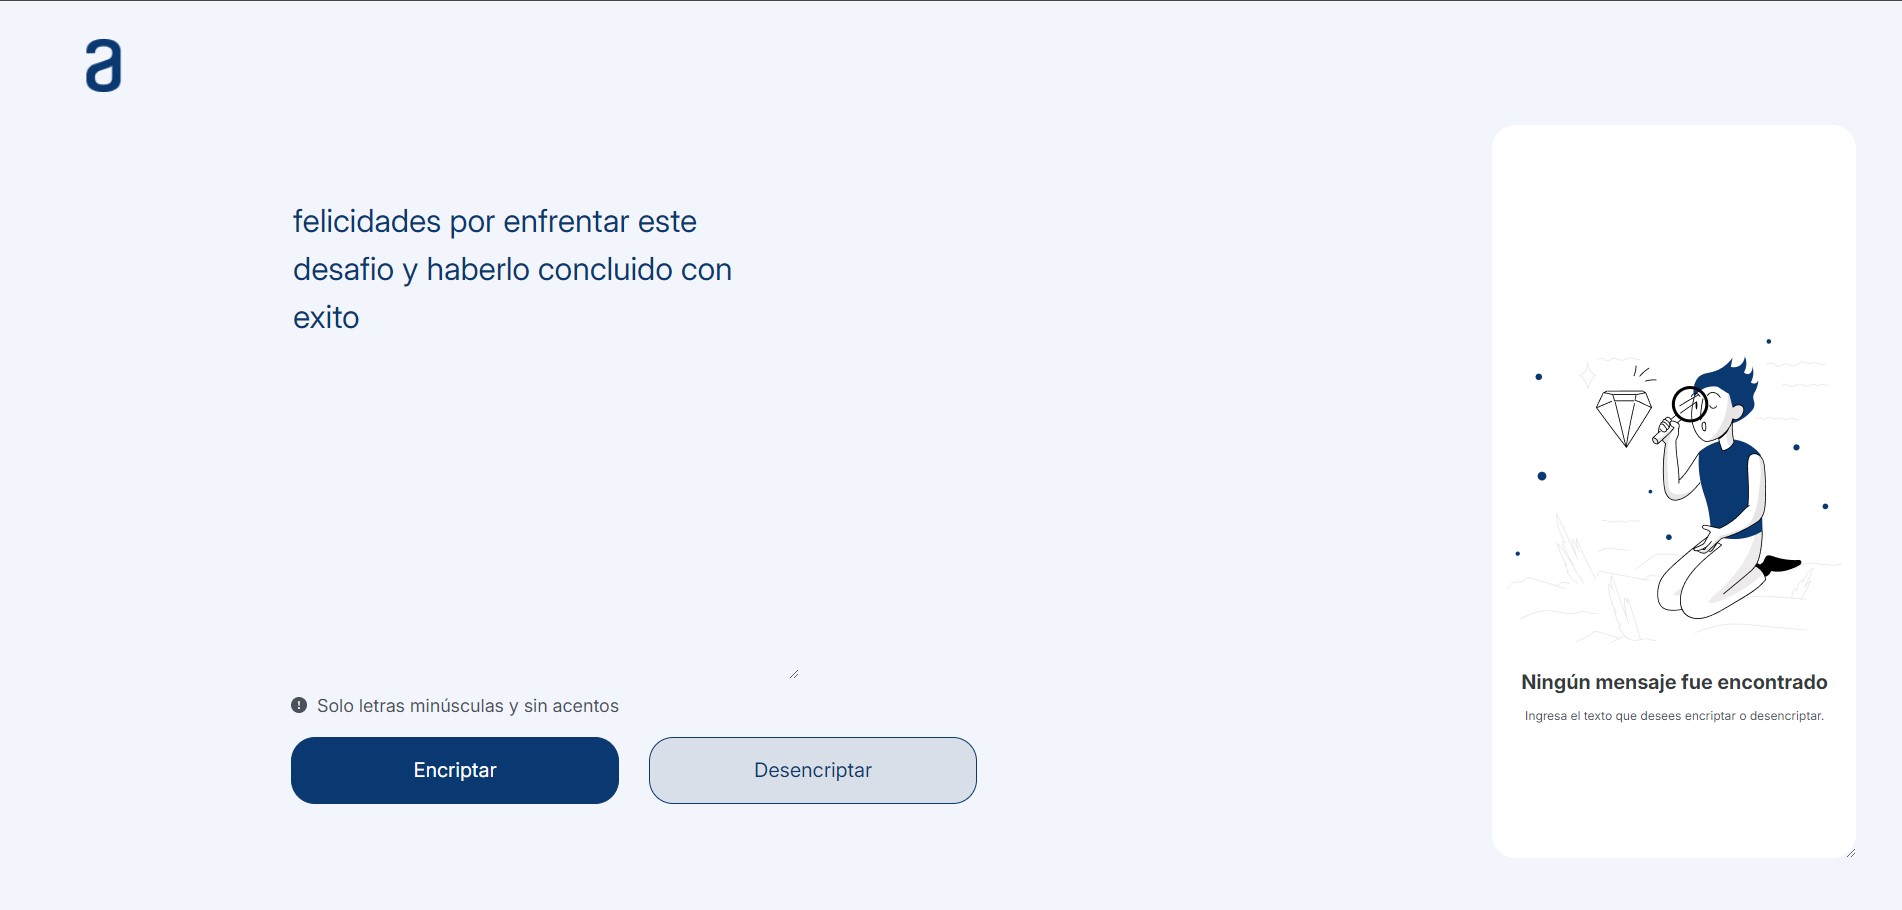 a
felicidades por enfrentar este
desafio y haberlo concluido con
exito
Solo letras minúsculas y sin acentos
Encriptar
Desencriptar
Ningún mensaje fue encontrado
Ingresa el texto que desees encriptar o desencriptar.